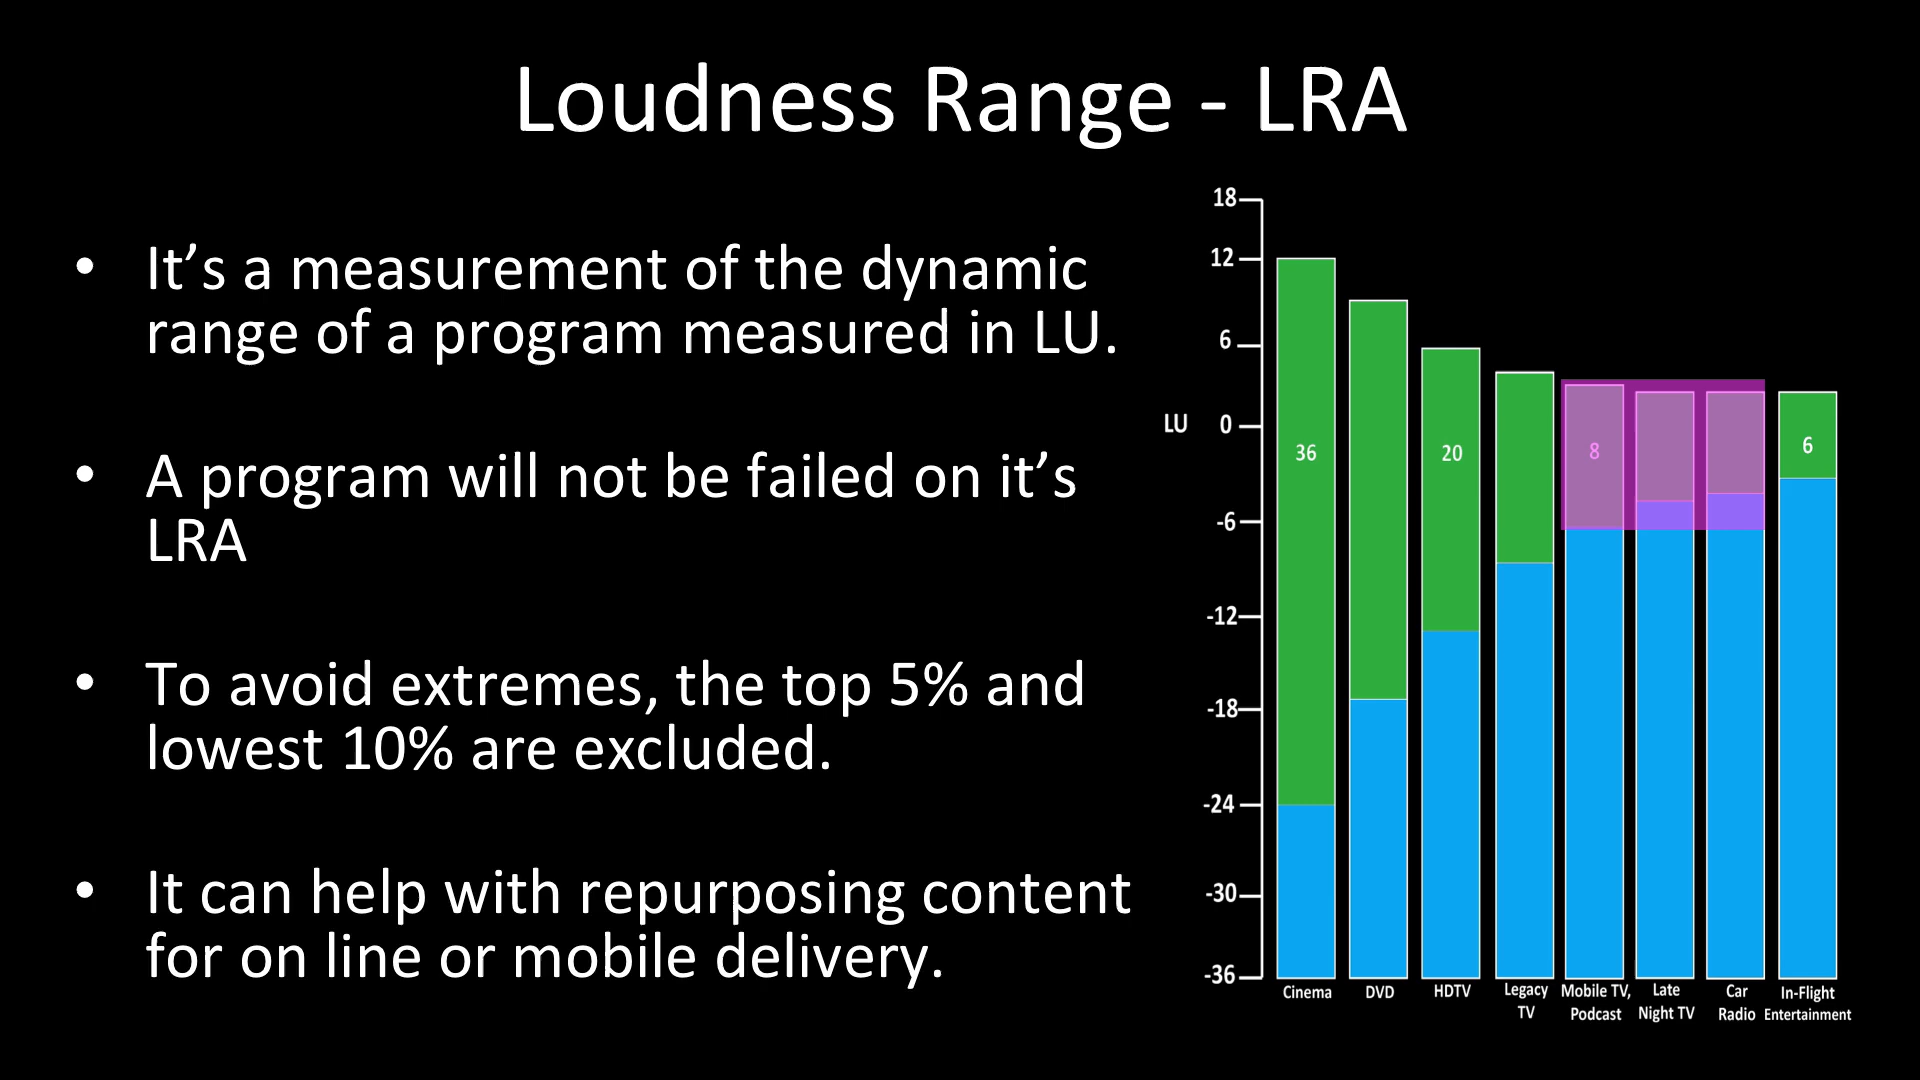 Loudness Range - LRA
• It’s a measurement of the dynamic
range of a program measured in LU.
• A program will not be failed on it’s
LRA
• To avoid extremes, the top 5% and
lowest 10% are excluded.
• It can help with repurposing content
for on line or mobile delivery.
18
12
6
LU 0
-6
-12
-18
-24
-30
-36
36
20
8
6
Cinema
DVD
HDTV
Legacy
TV
Mobile TV,
Podcast
Late
Night TV
Car
Radio
In-Flight
Entertainment